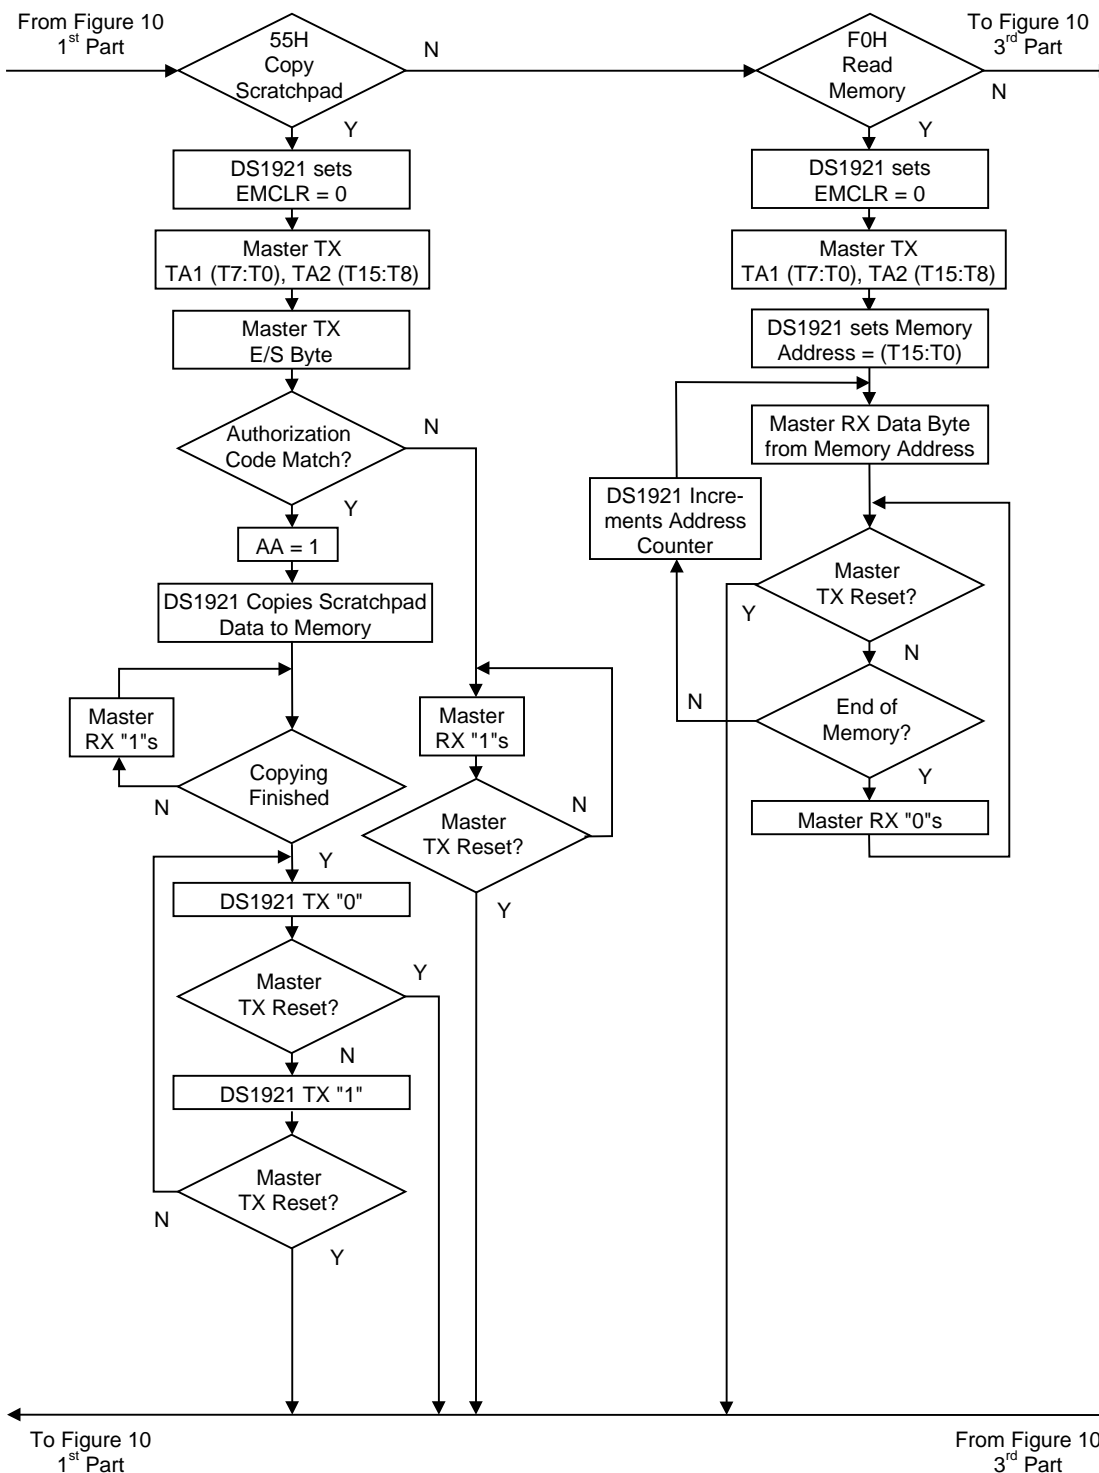 From Figure 10
1st Part
55H
Copy
Scratchpad
N
Y
F0H
Read
Memory
To Figure 10
3rd Part
N
Y
DS1921 sets
EMCLR = 0
Master TX
TA1 (T7:T0), TA2 (T15:T8)
Master TX
E/S Byte
Authorization
Code Match?
N
Y
AA = 1
DS1921 Copies Scratchpad
Data to Memory
Master
RX "1"s
N
Copying
Finished
Y
DS1921 TX "0"
Master
TX Reset?
Y
N
DS1921 TX "1"
Master
TX Reset?
N
Y
Master
RX "1"s
Master
TX Reset?
N
Y
DS1921 sets
EMCLR = 0
Master TX
TA1 (T7:T0), TA2 (T15:T8)
DS1921 sets Memory
Address = (T15:T0)
Master RX Data Byte
from Memory Address
DS1921 Incre-
ments Address
Counter
Master
TX Reset?
Y
N
End of
Memory?
N
Y
Master RX "0"s
To Figure 10
1st Part
From Figure 10
3rd Part